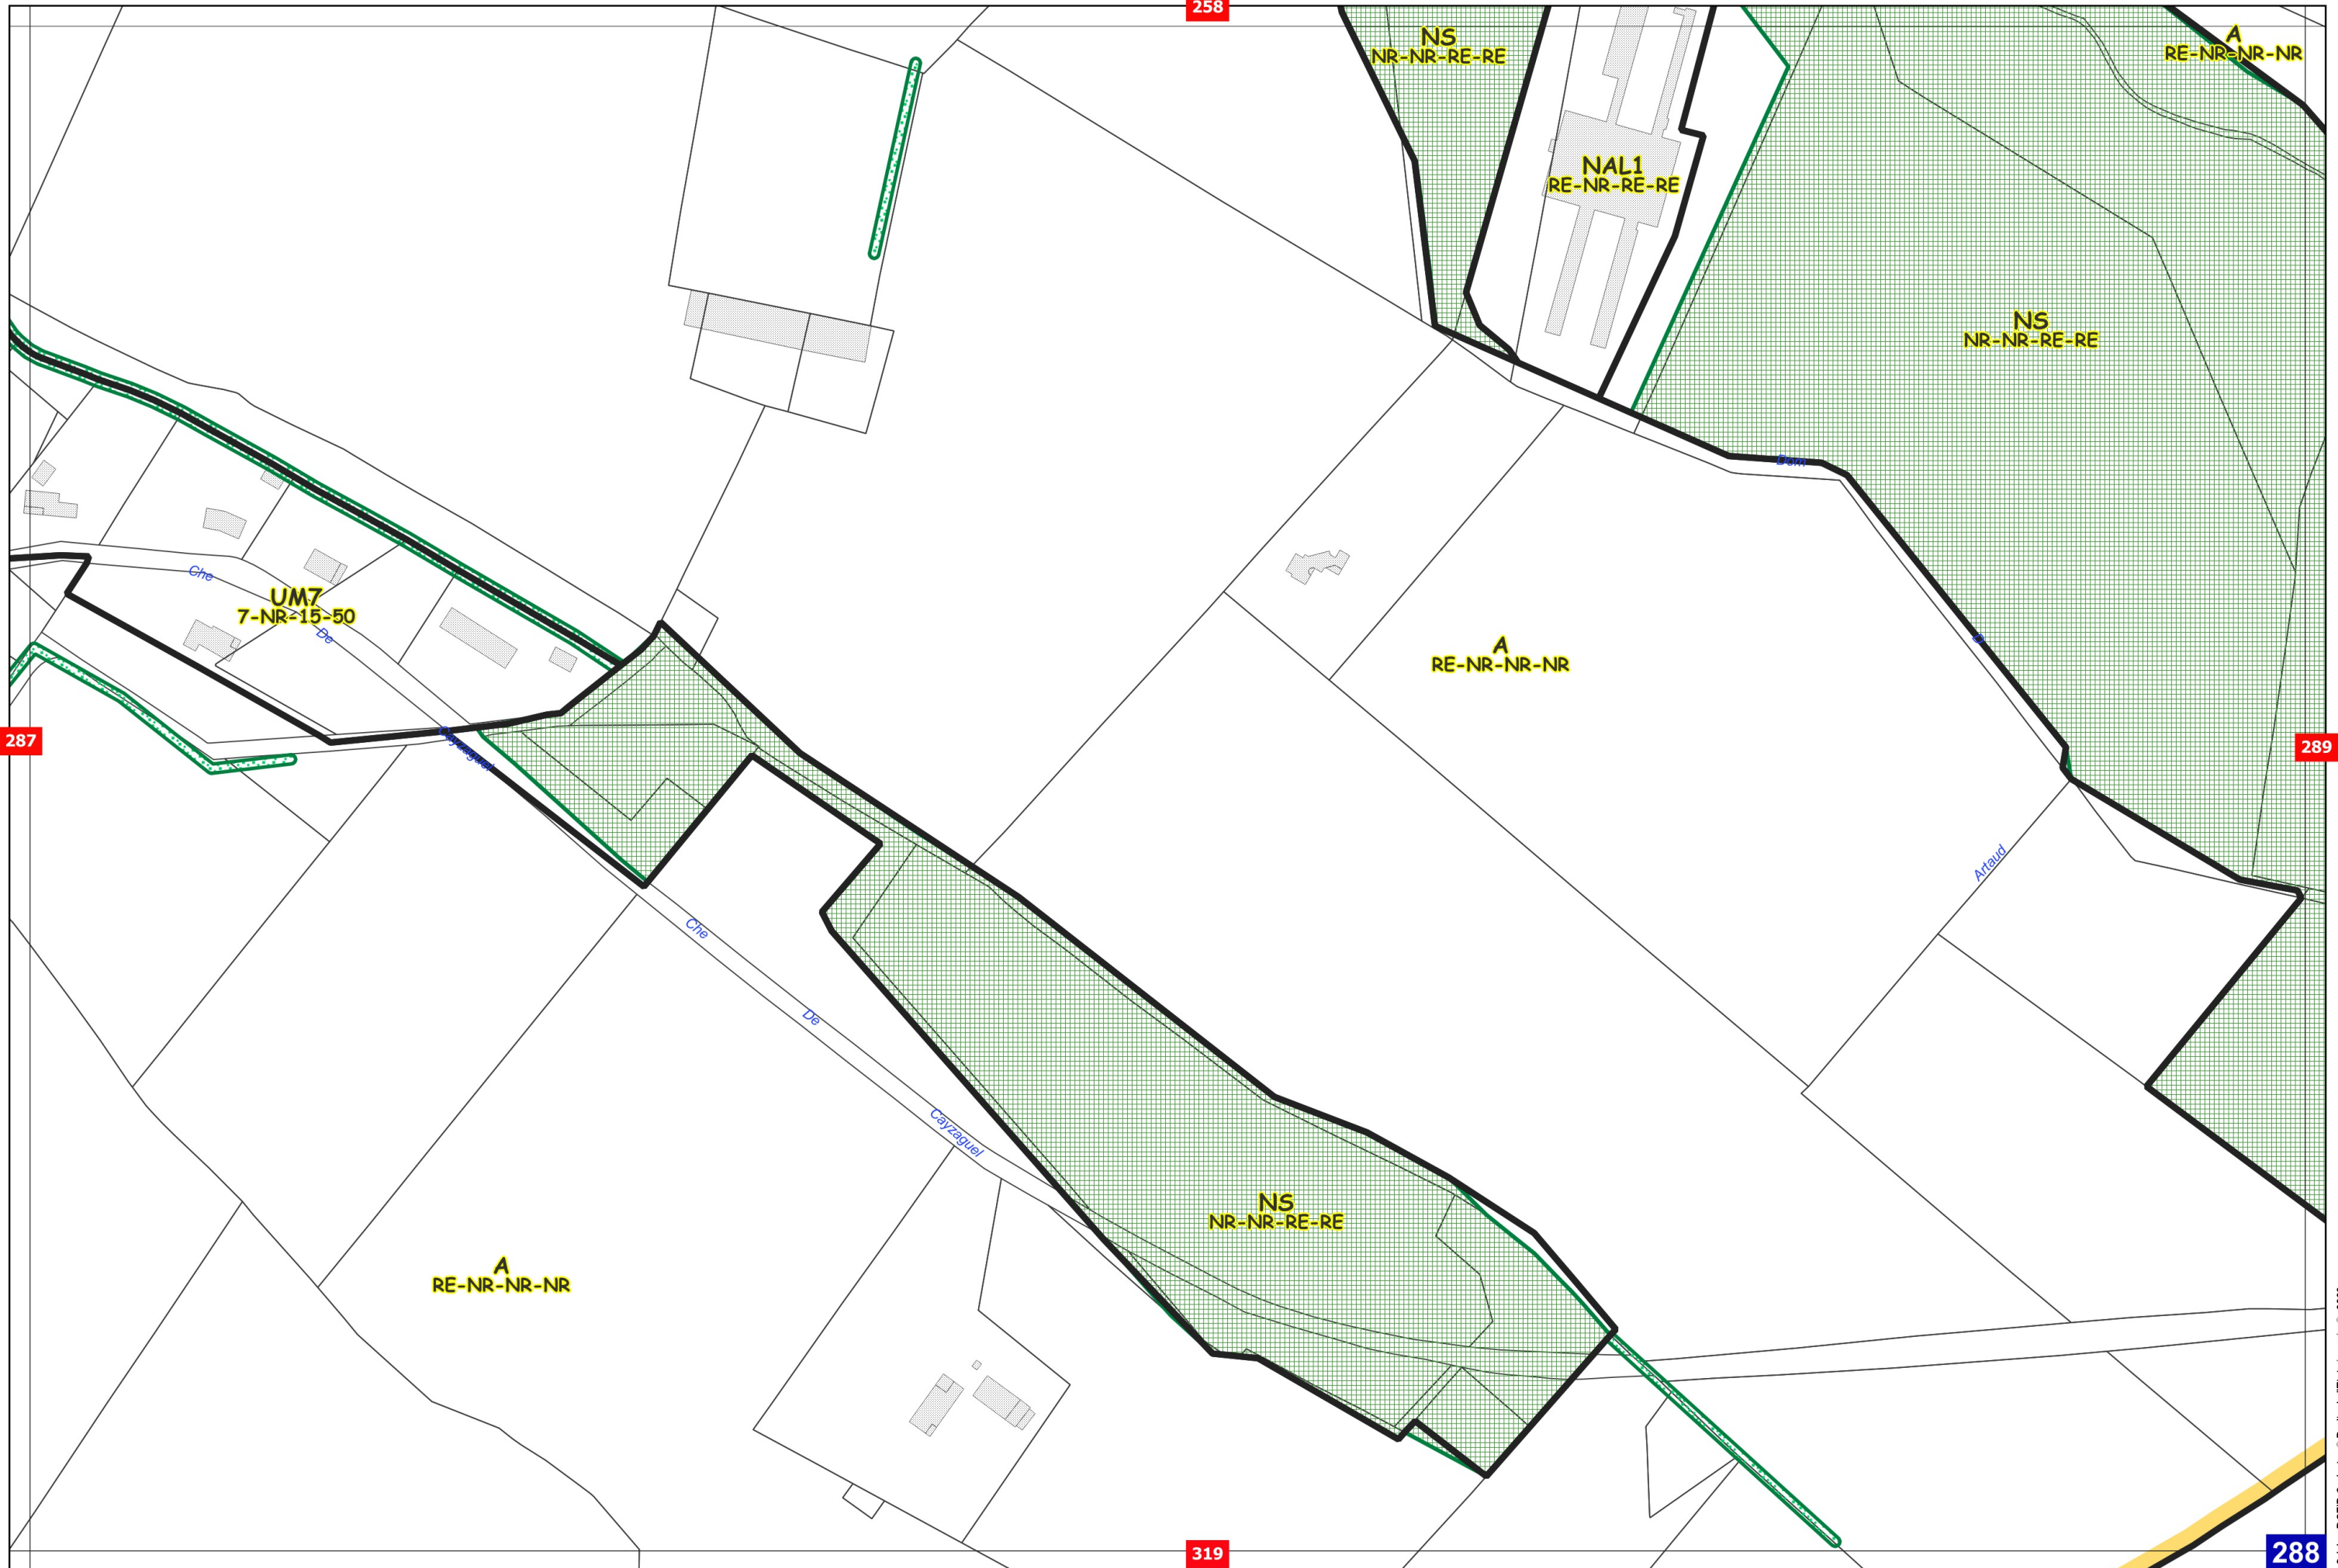 258
NS
NR-NR-RE-RE
A
RE-NR-NR-NR
NAL1
RE-NR-RE-RE
NS
NR-NR-RE-RE
Dom
D
Che
UM7
7-NR-15-50
De
A
RE-NR-NR-NR
287
Cayzaguel
289
Artaud
Che
De
Cayzaguel
NS
NR-NR-RE-RE
A
RE-NR-NR-NR
319
288